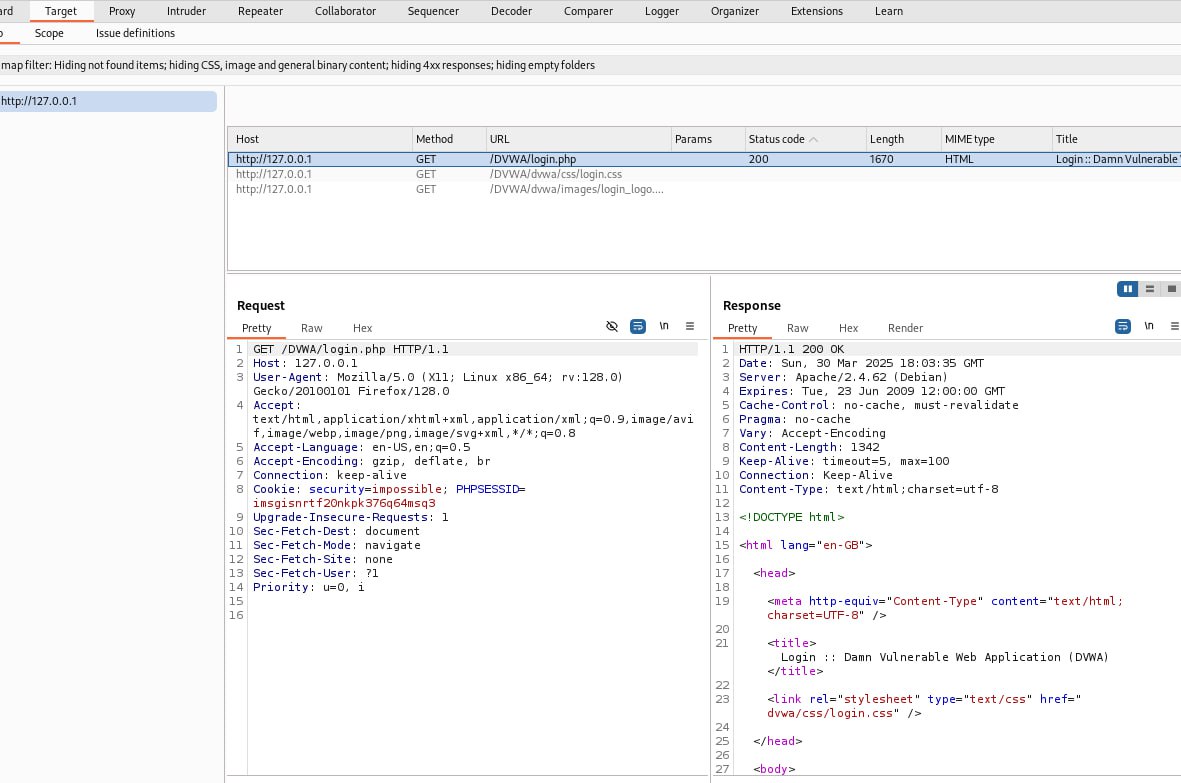 ard Target Proxy Intruder Repeater Collaborator Sequencer Decoder Comparer Logger Organizer Extensions Learn
Scope Issue definitions
map filter: Hiding not found items; hiding CSS, image and general binary content; hiding 4xx responses; hiding empty folders
http://127.0.0.1
Host Method URL Params Status code Length MIME type Title
http://127.0.0.1 GET /DVWA/login.php 200 1670 HTML Login :: Damn Vulnerable
http://127.0.0.1 GET /DVWA/dvwa/css/login.css
http://127.0.0.1 GET /DVWA/dvwa/images/login_logo....
Request
Pretty Raw Hex \n
1 GET /DVWA/login.php HTTP/1.1
2 Host: 127.0.0.1
3 User-Agent: Mozilla/5.0 (X11; Linux x86_64; rv:128.0)
Gecko/20100101 Firefox/128.0
4 Accept:
text/html,application/xhtml+xml,application/xml;q=0.9,image/avi
f,image/webp,image/png,image/svg+xml,*/*;q=0.8
5 Accept-Language: en-US,en;q=0.5
6 Accept-Encoding: gzip, deflate, br
7 Connection: keep-alive
8 Cookie: security=impossible; PHPSESSID=
imsgisnrtf20nkpk376q64msq3
9 Upgrade-Insecure-Requests: 1
10 Sec-Fetch-Dest: document
11 Sec-Fetch-Mode: navigate
12 Sec-Fetch-Site: none
13 Sec-Fetch-User: ?1
14 Priority: u=0, i
15
16
Response
Pretty Raw Hex Render \n
1 HTTP/1.1 200 OK
2 Date: Sun, 30 Mar 2025 18:03:35 GMT
3 Server: Apache/2.4.62 (Debian)
4 Expires: Tue, 23 Jun 2009 12:00:00 GMT
5 Cache-Control: no-cache, must-revalidate
6 Pragma: no-cache
7 Vary: Accept-Encoding
8 Content-Length: 1342
9 Keep-Alive: timeout=5, max=100
10 Connection: Keep-Alive
11 Content-Type: text/html;charset=utf-8
12
13 <!DOCTYPE html>
14
15 <html lang="en-GB">
16
17 <head>
18
19 <meta http-equiv="Content-Type" content="text/html;
charset=UTF-8" />
20
21 <title>
Login :: Damn Vulnerable Web Application (DVWA)
</title>
22
23 <link rel="stylesheet" type="text/css" href="
dvwa/css/login.css" />
24
25 </head>
26
27 <body>